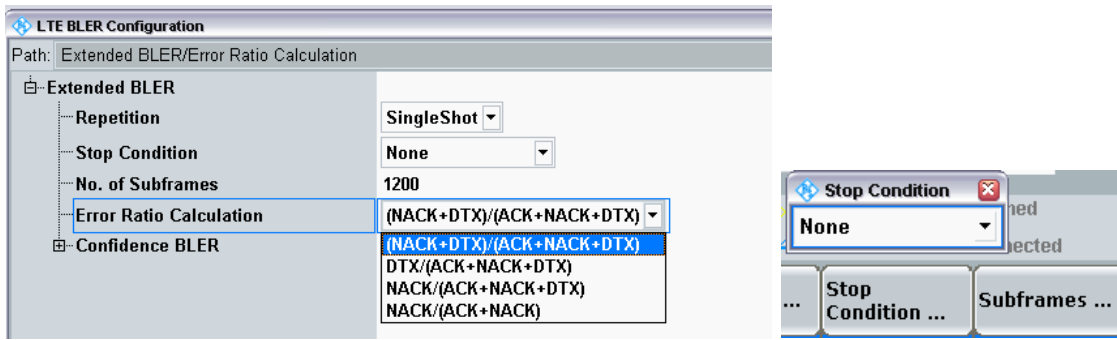 LTE BLER Configuration
Path: Extended BLER/Error Ratio Calculation
Extended BLER
Repetition
SingleShot
Stop Condition
None
No. of Subframes
1200
Error Ratio Calculation
(NACK+DTX)/(ACK+NACK+DTX)
Confidence BLER
(NACK+DTX)/(ACK+NACK+DTX)
DTX/(ACK+NACK+DTX)
NACK/(ACK+NACK+DTX)
NACK/(ACK+NACK)
Stop Condition
None
...
Stop
Condition ...
Subframes ...